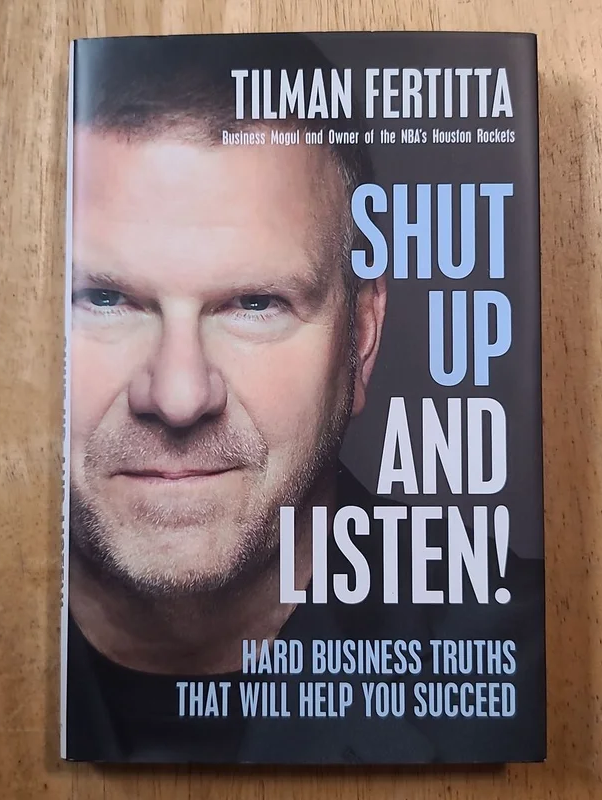 TILMAN FERTITTA
Business Mogul and Owner of the NBA's Houston Rockets
SHUT
UP
AND
LISTEN!
HARD BUSINESS TRUTHS
THAT WILL HELP YOU SUCCEED